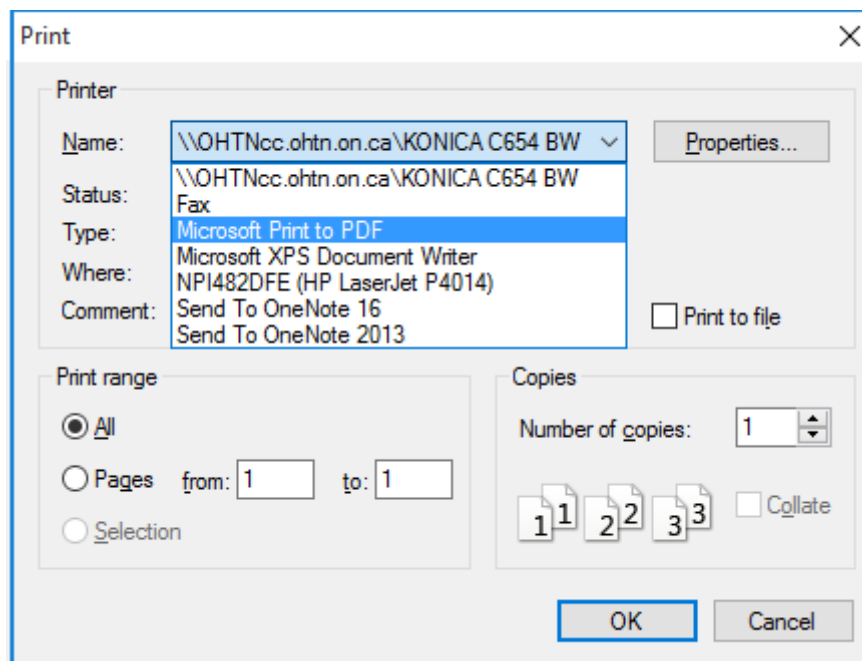 Print
Printer
Name:
\\OHTNcc.ohtn.on.ca\KONICA C654 BW
Properties...
\\OHTNcc.ohtn.on.ca\KONICA C654 BW
Status:
Fax
Type:
Microsoft Print to PDF
Microsoft XPS Document Writer
Where:
NPI482DFE (HP LaserJet P4014)
Comment:
Send To OneNote 16
Print to file
Send To OneNote 2013
Print range
All
Pages from: 1 to: 1
Selection
Copies
Number of copies: 1
1 1 2 2 3 3
Collate
OK
Cancel